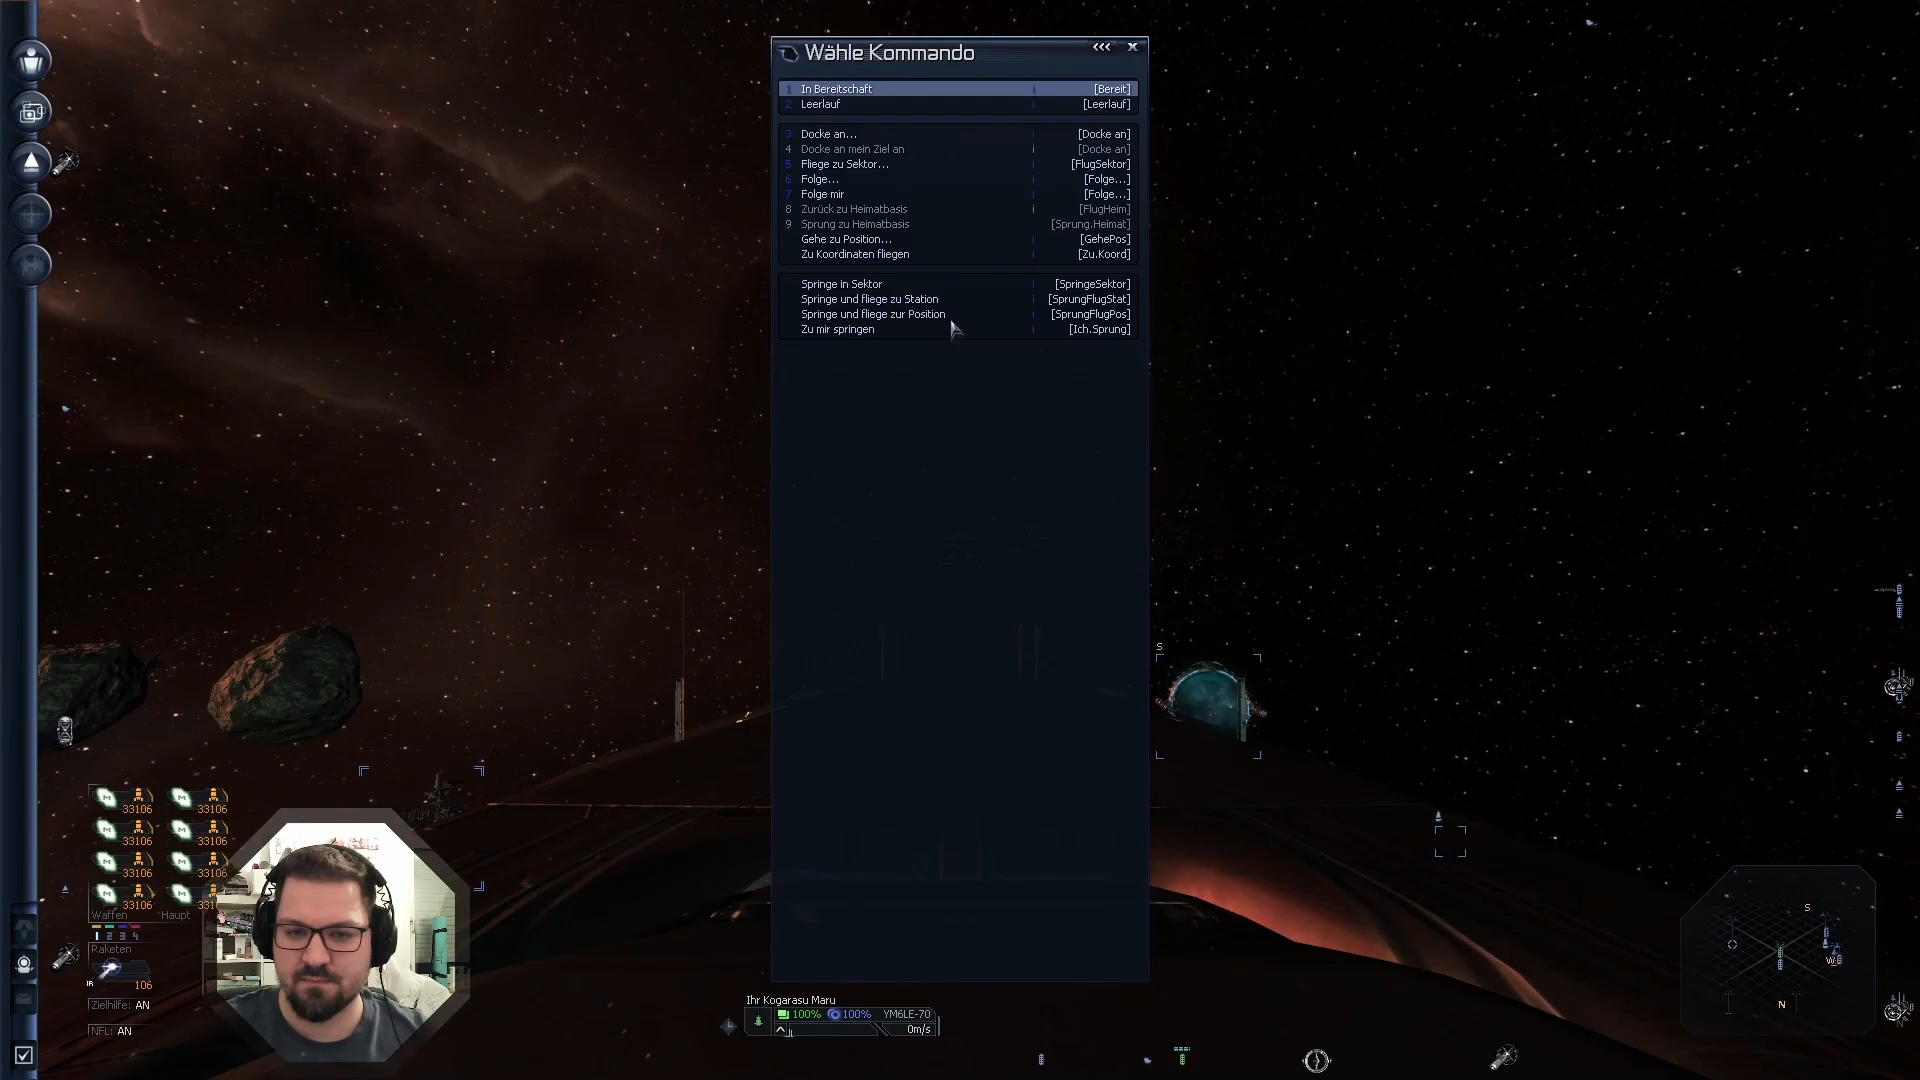 Wähle Kommando
1 In Bereitschaft i [Bereit]
2 Leerlauf i [Leerlauf]
3 Docke an... i [Docke an]
4 Docke an mein Ziel an i [Docke an]
5 Fliege zu Sektor... i [FlugSektor]
6 Folge... i [Folge...]
7 Folge mir i [Folge...]
8 Zurück zu Heimatbasis i [FlugHeim]
9 Sprung zu Heimatbasis [Sprung.Heimat]
Gehe zu Position... i [GehePos]
Zu Koordinaten fliegen i [Zu.Koord]
Springe in Sektor i [SpringeSektor]
Springe und fliege zu Station i [SprungFlugStat]
Springe und fliege zur Position i [SprungFlugPos]
Zu mir springen i [Ich.Sprung]
S
M 33106 M 33106
M 33106 M 33106
M 33106 M 33106
M 33106 M
Waffen Haupt
1 2 3 4
Raketen
IR 106
Zielhilfe: AN
NFL: AN
Ihr Kogarasu Maru
100% 100% YM6LE-70
0m/s
S
W
N